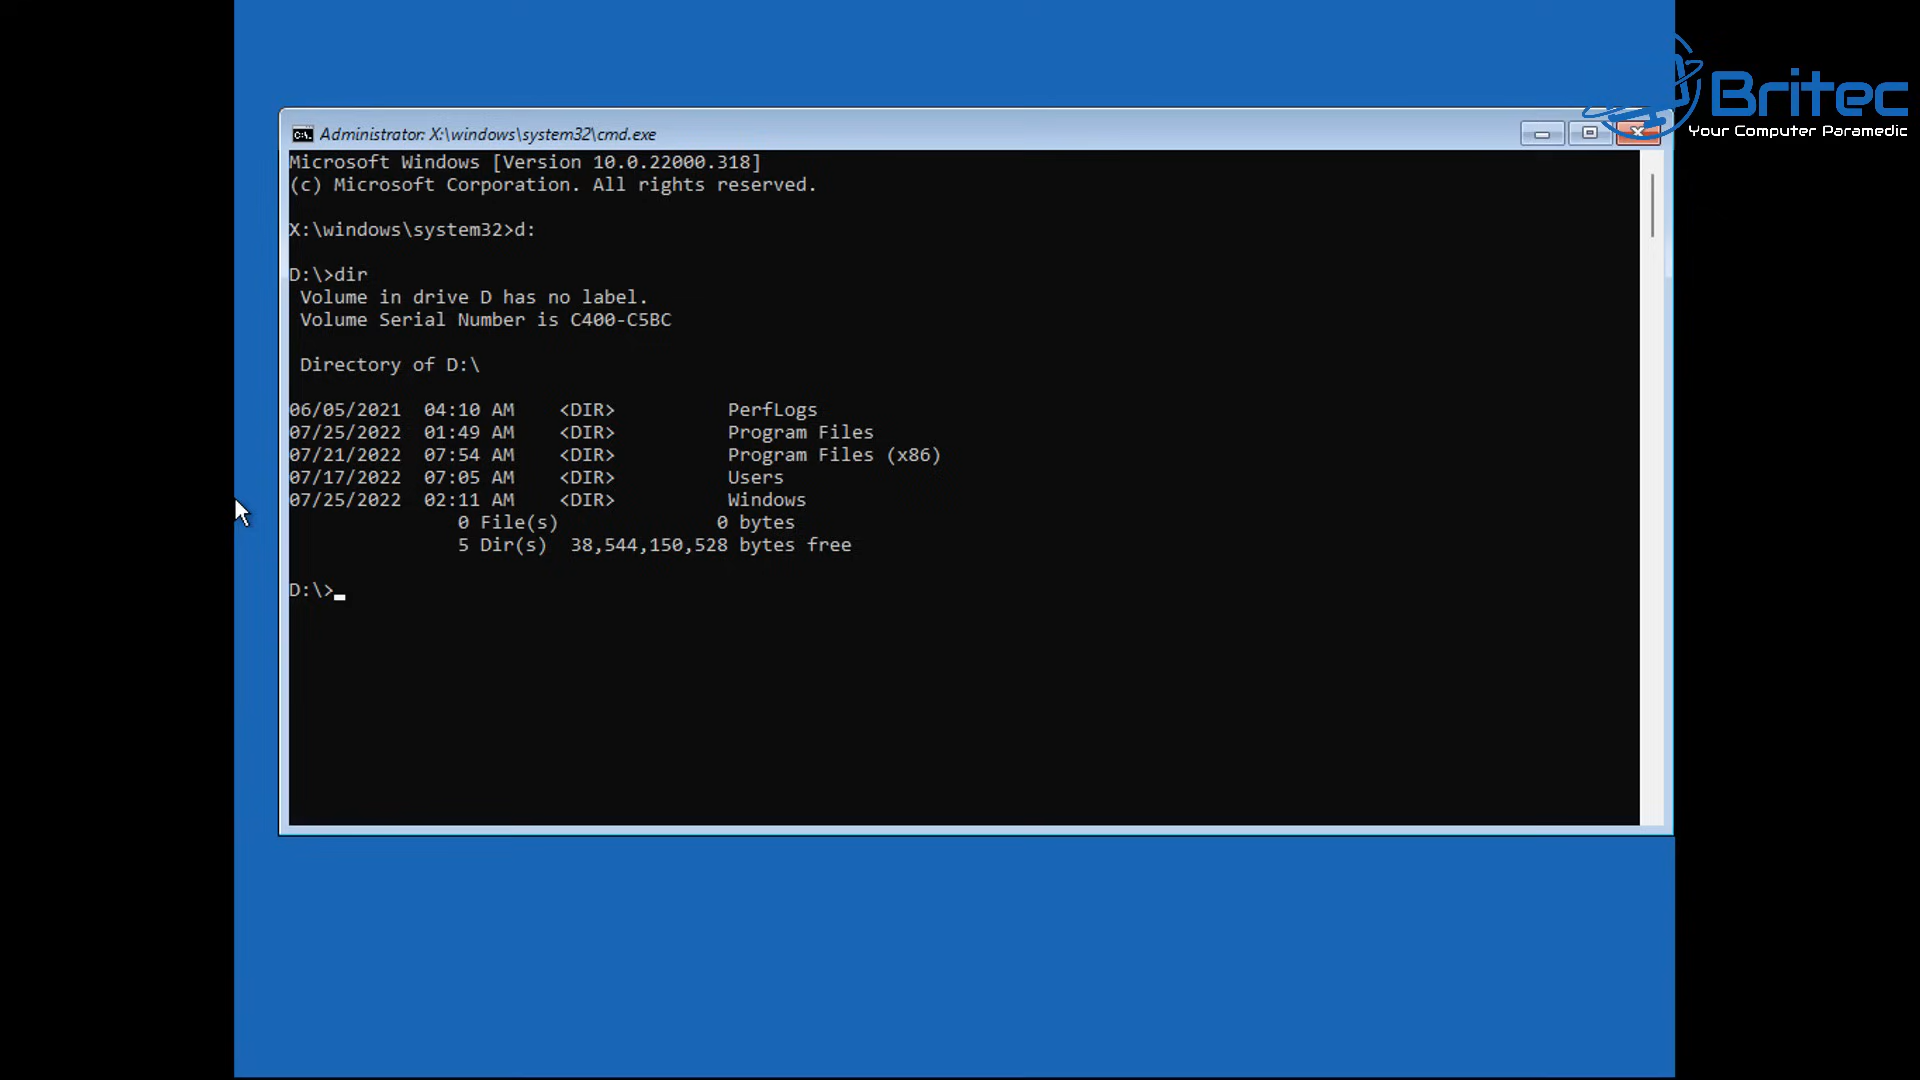 Britec
Your Computer Paramedic
Administrator: X:\windows\system32\cmd.exe
Microsoft Windows [Version 10.0.22000.318]
(c) Microsoft Corporation. All rights reserved.
X:\windows\system32>d:
D:\>dir
Volume in drive D has no label.
Volume Serial Number is C400-C5BC
Directory of D:\
06/05/2021 04:10 AM <DIR> PerfLogs
07/25/2022 01:49 AM <DIR> Program Files
07/21/2022 07:54 AM <DIR> Program Files (x86)
07/17/2022 07:05 AM <DIR> Users
07/25/2022 02:11 AM <DIR> Windows
0 File(s) 0 bytes
5 Dir(s) 38,544,150,528 bytes free
D:\>